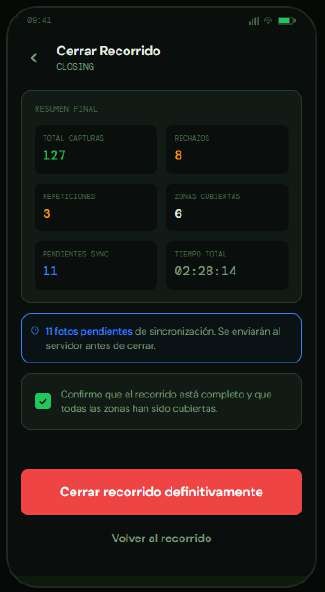 09:41
Cerrar Recorrido
CLOSING
RESUMEN FINAL
TOTAL CAPTURAS
127
RECHAZOS
8
REPETICIONES
3
ZONAS CUBIERTAS
6
PENDIENTES SYNC
11
TIEMPO TOTAL
02:28:14
11 fotos pendientes de sincronización. Se enviarán al
servidor antes de cerrar.
Confirmo que el recorrido está completo y que
todas las zonas han sido cubiertas.
Cerrar recorrido definitivamente
Volver al recorrido